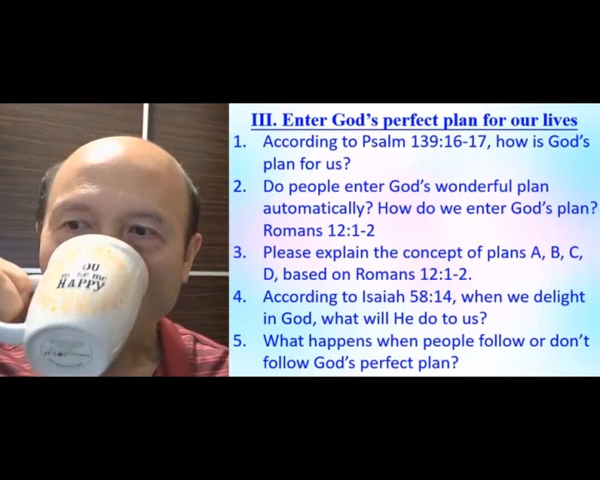 III. Enter God's perfect plan for our lives
1. According to Psalm 139:16-17, how is God's
plan for us?
2. Do people enter God's wonderful plan
automatically? How do we enter God's plan?
Romans 12:1-2
3. Please explain the concept of plans A, B, C,
D, based on Romans 12:1-2.
4. According to Isaiah 58:14, when we delight
in God, what will He do to us?
5. What happens when people follow or don't
follow God's perfect plan?
me
HAPPY